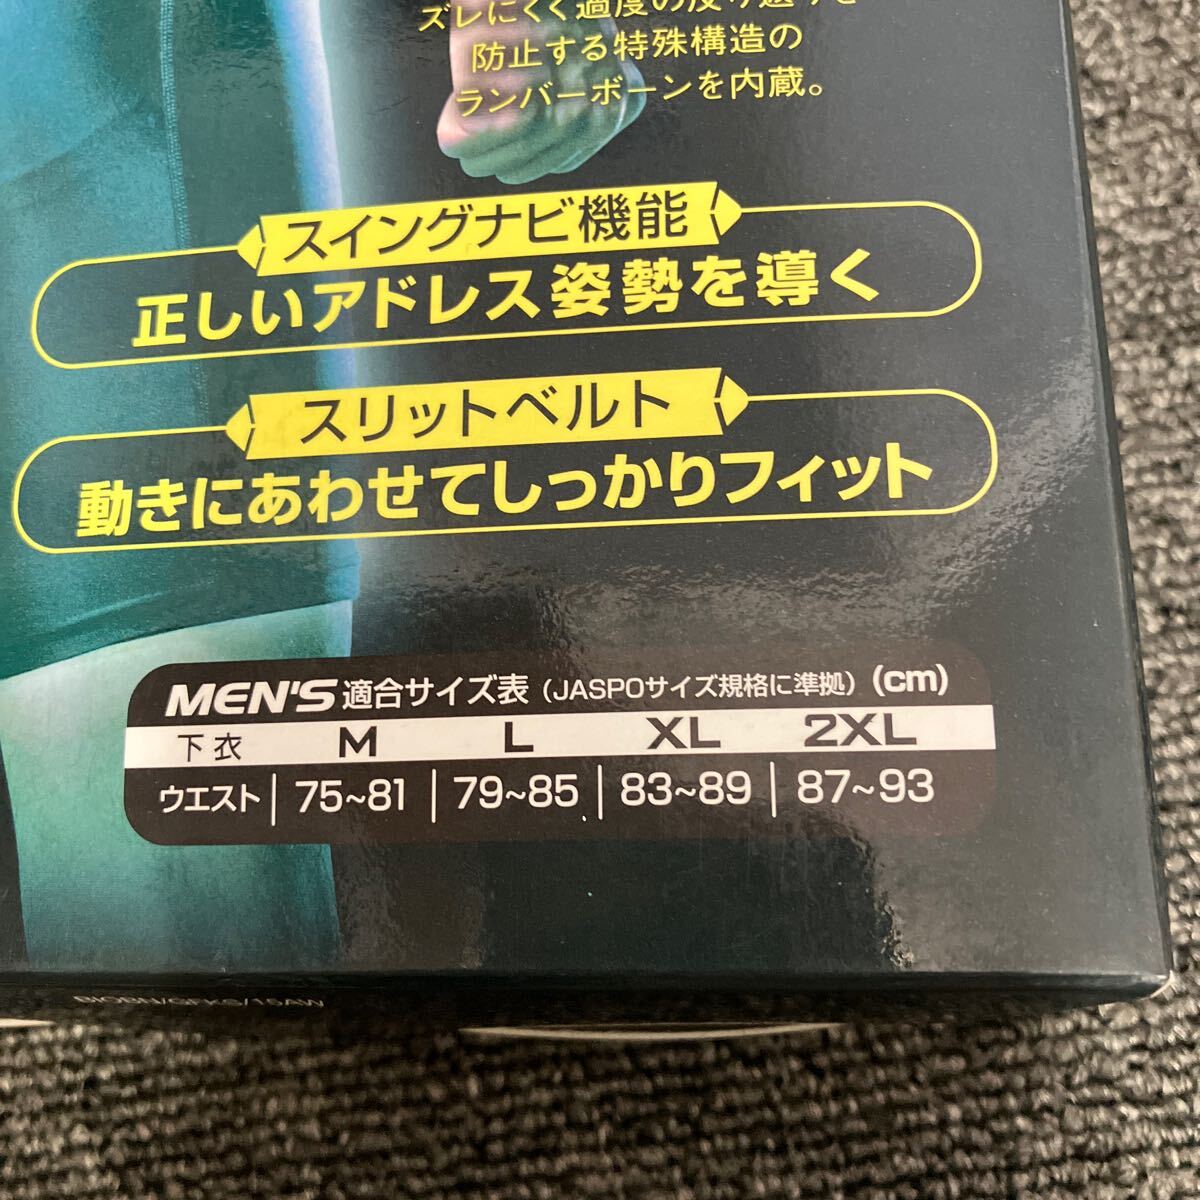 ズレにくく過度の反り返りを
防止する特殊構造の
ランバーボーンを内蔵。
スイングナビ機能
正しいアドレス姿勢を導く
スリットベルト
動きにあわせてしっかりフィット
MEN'S 適合サイズ表 (JASPOサイズ規格に準拠) (cm)
下衣 M L XL 2XL
ウエスト 75~81 79~85 83~89 87~93